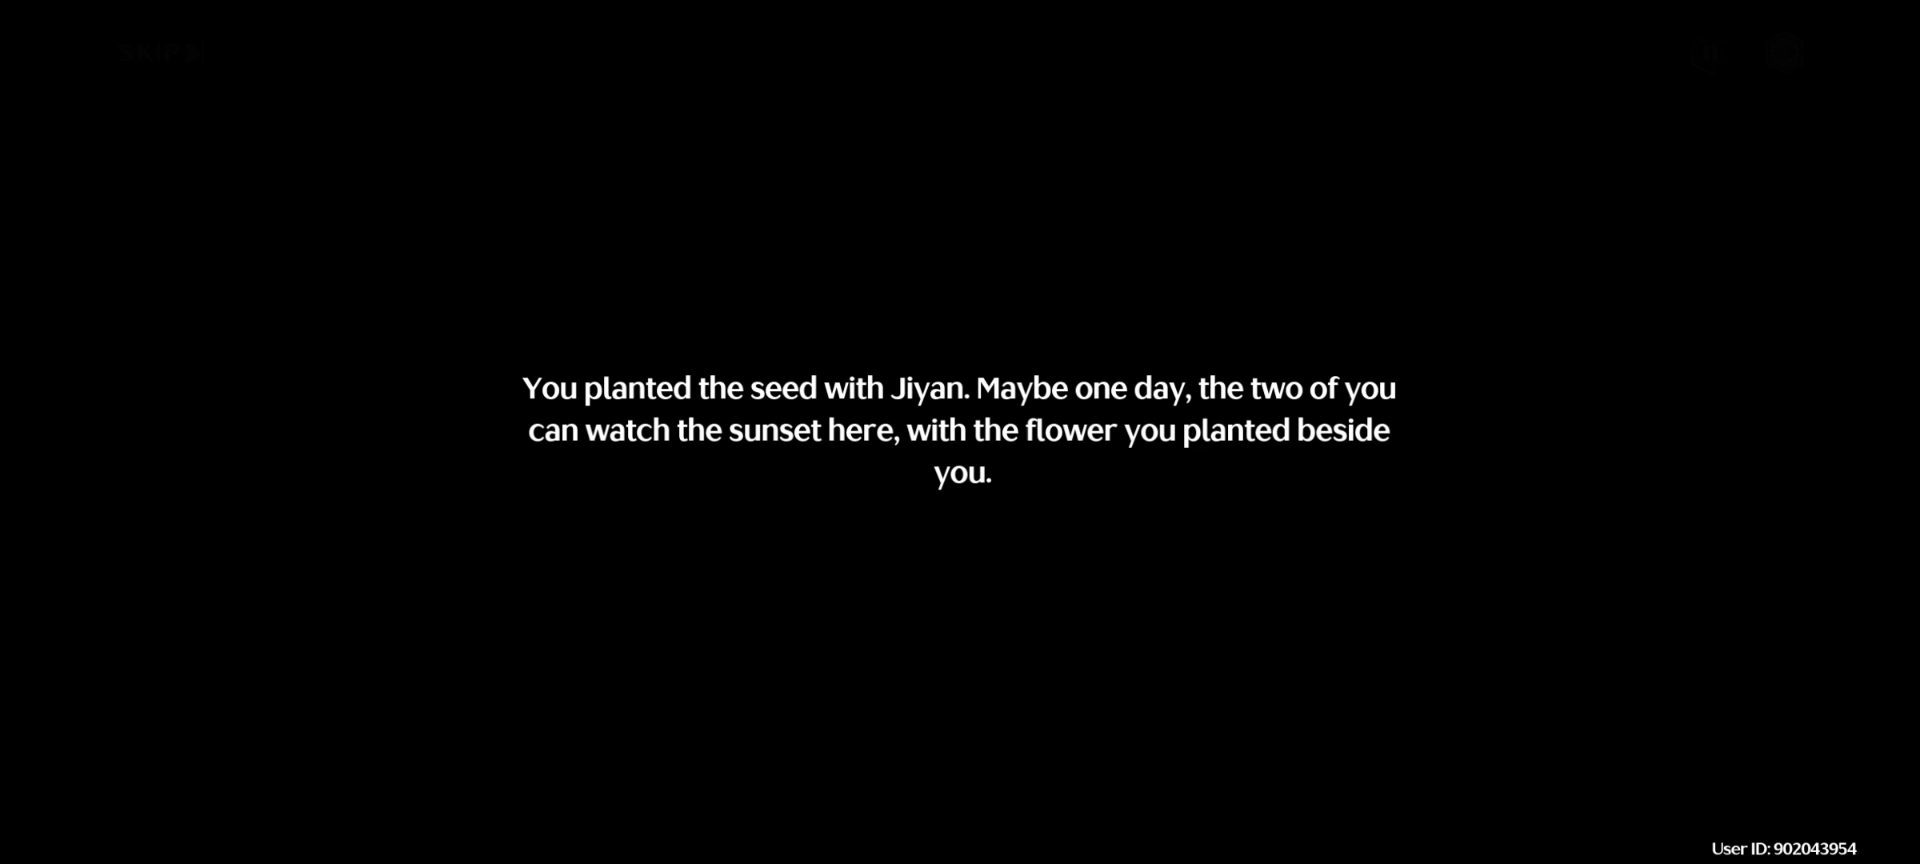 SKIP
You planted the seed with Jiyan. Maybe one day, the two of you
can watch the sunset here, with the flower you planted beside
you.
User ID: 902043954